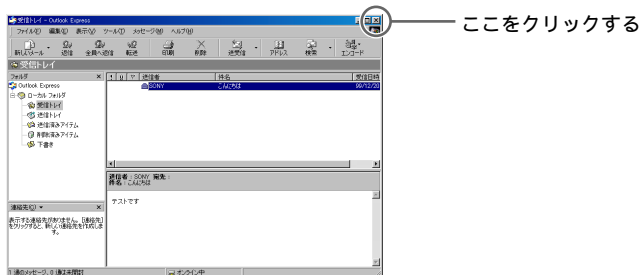 受信トレイ - Outlook Express
ファイル(F) 編集(E) 表示(V) ツール(T) メッセージ(M) ヘルプ(H)
新しいメール 返信 全員へ返信 転送 印刷 削除 送受信 アドレス 検索 エンコード
受信トレイ
フォルダ × ! 送信者 件名 受信日時
Outlook Express SONY こんにちは 99/12/20
ローカル フォルダ
受信トレイ
送信トレイ
送信済みアイテム
削除済みアイテム
下書き
送信者: SONY 宛先:
件名: こんにちは
テストです
連絡先(C) ×
表示する連絡先がありません。[連絡先]
をクリックすると、新しい連絡先を作成しま
す。
1 通のメッセージ、0 通は未開封 オンライン中
ここをクリックする